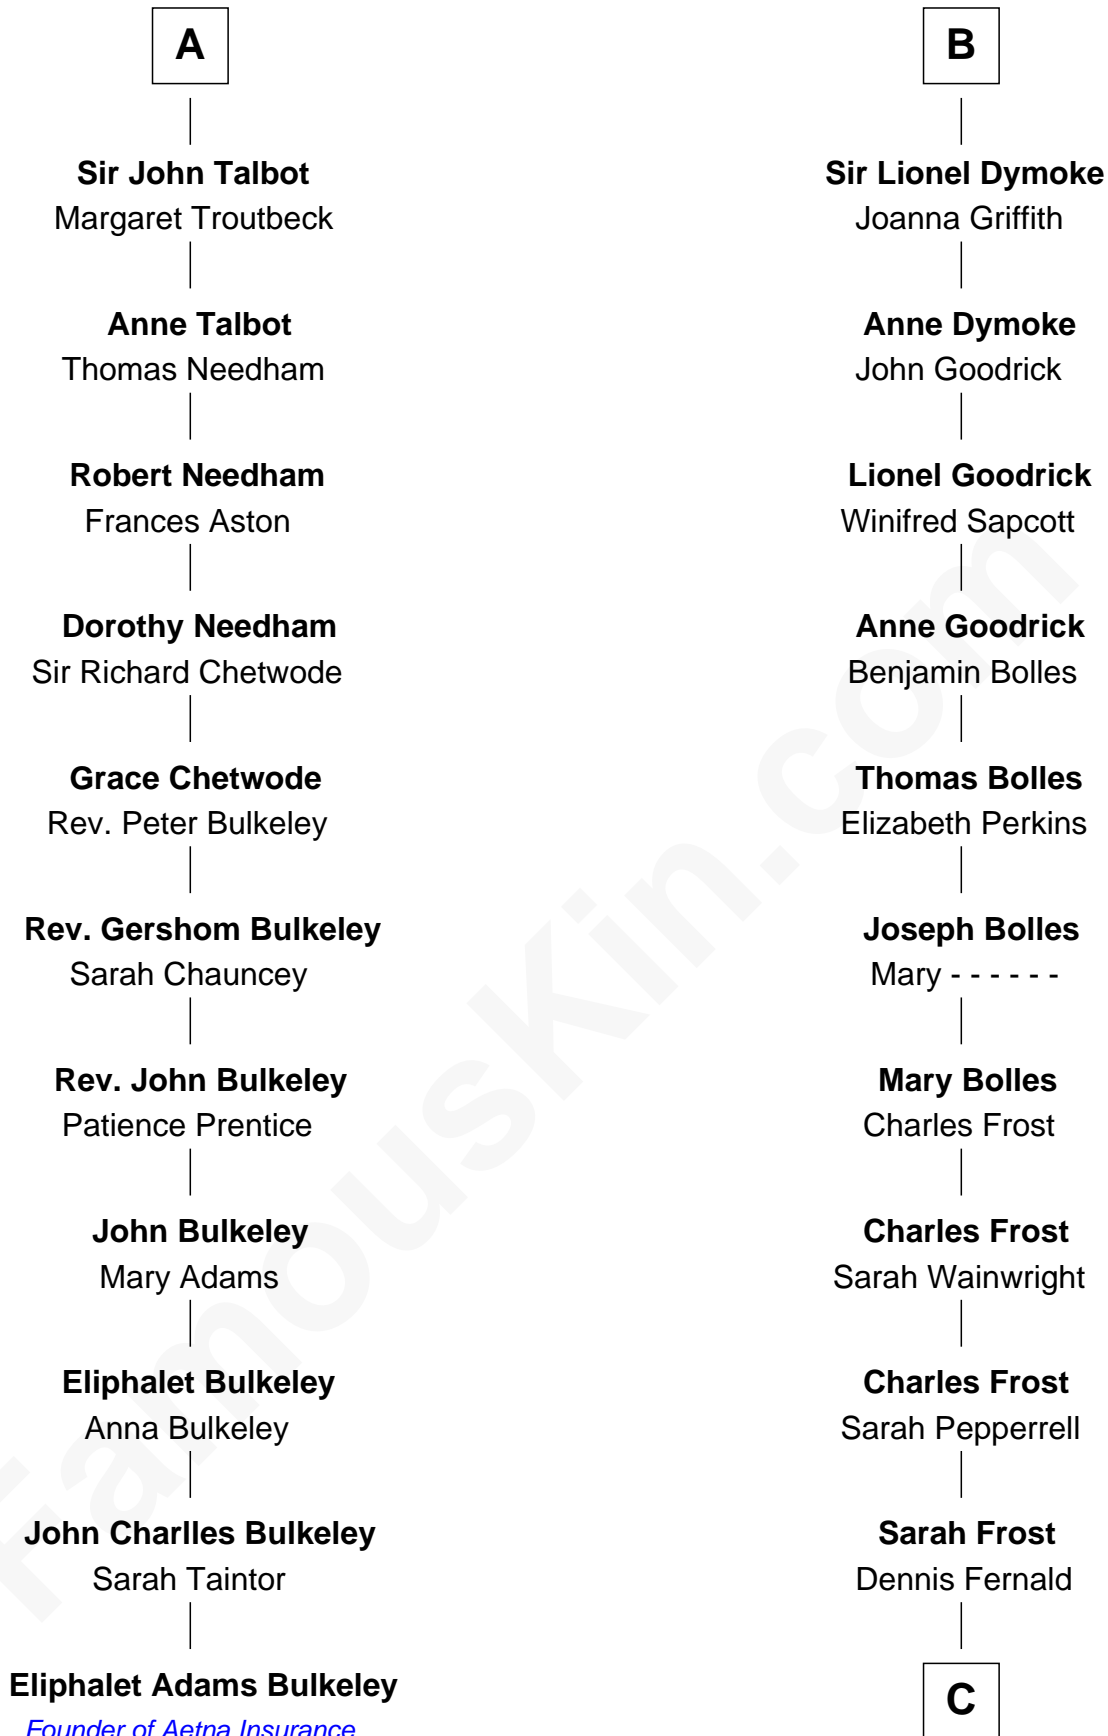 A
Sir John Talbot
Margaret Troutbeck
Anne Talbot
Thomas Needham
Robert Needham
Frances Aston
Dorothy Needham
Sir Richard Chetwode
Grace Chetwode
Rev. Peter Bulkeley
Rev. Gershom Bulkeley
Sarah Chauncey
Rev. John Bulkeley
Patience Prentice
John Bulkeley
Mary Adams
Eliphalet Bulkeley
Anna Bulkeley
John Charlles Bulkeley
Sarah Taintor
Eliphalet Adams Bulkeley
Founder of Aetna Insurance
B
Sir Lionel Dymoke
Joanna Griffith
Anne Dymoke
John Goodrick
Lionel Goodrick
Winifred Sapcott
Anne Goodrick
Benjamin Bolles
Thomas Bolles
Elizabeth Perkins
Joseph Bolles
Mary - - - - - -
Mary Bolles
Charles Frost
Charles Frost
Sarah Wainwright
Charles Frost
Sarah Pepperrell
Sarah Frost
Dennis Fernald
C
FamousKin.com